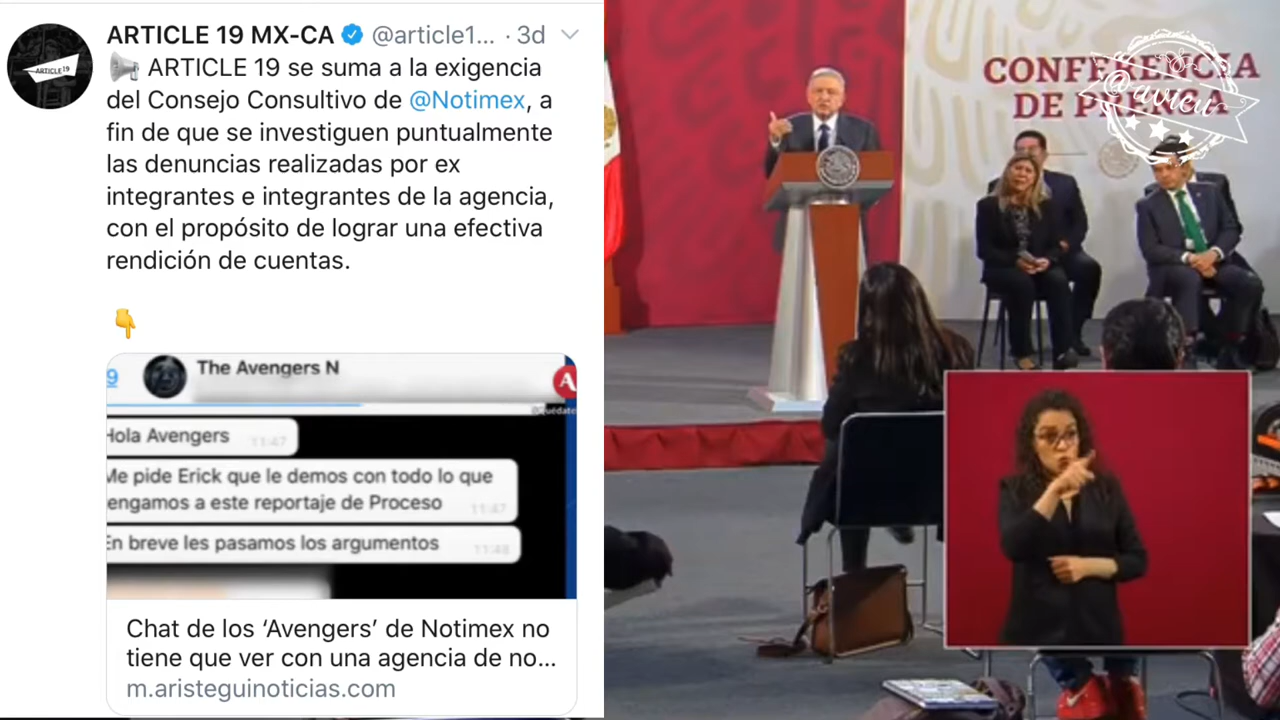 ARTICLE 19 MX-CA @article1... · 3d
ARTICLE 19
ARTICLE 19 se suma a la exigencia
del Consejo Consultivo de @Notimex, a
fin de que se investiguen puntualmente
las denuncias realizadas por ex
integrantes e integrantes de la agencia,
con el propósito de lograr una efectiva
rendición de cuentas.
9 The Avengers N
A
Hola Avengers 11:47
Me pide Erick que le demos con todo lo que
engamos a este reportaje de Proceso 11:47
En breve les pasamos los argumentos 11:48
Chat de los ‘Avengers’ de Notimex no
tiene que ver con una agencia de no...
m.aristeguinoticias.com
CONFERENCIA
DE PRENSA